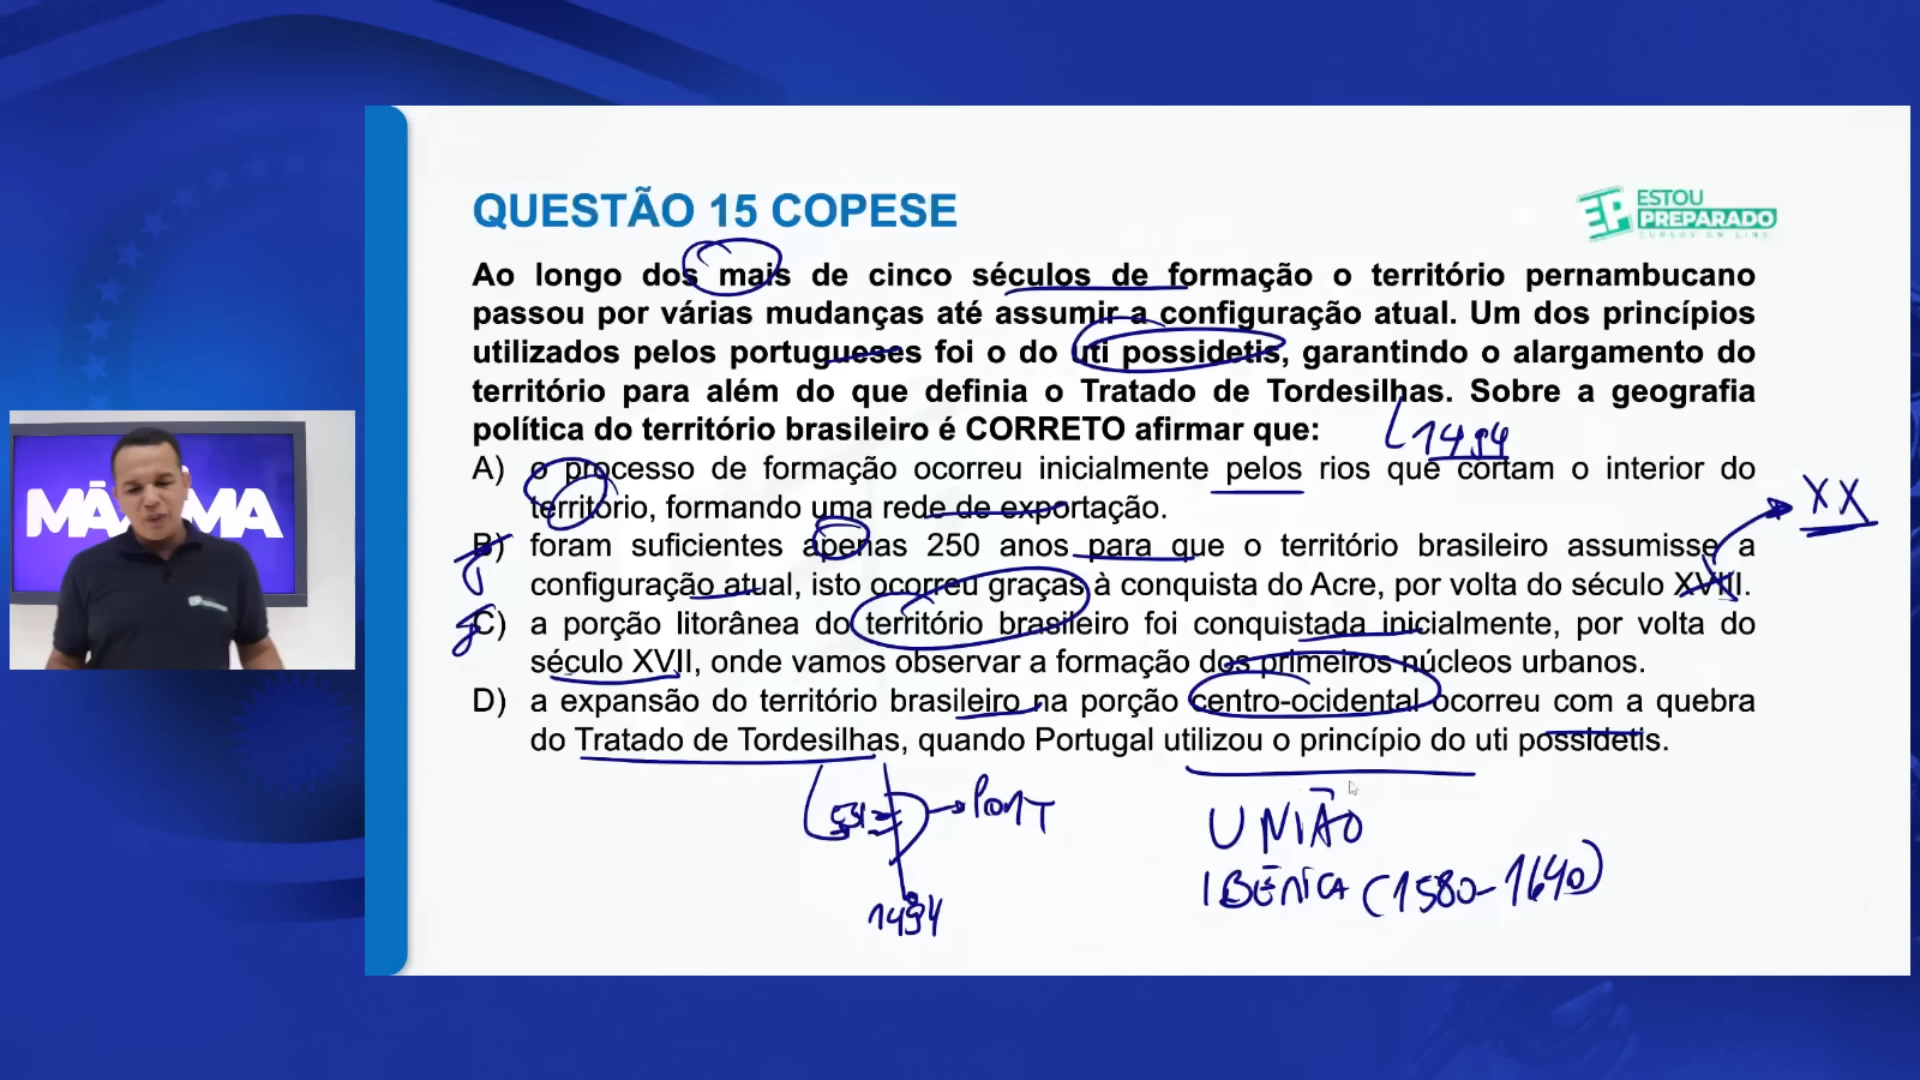 QUESTÃO 15 COPESE
ESTOU
PREPARADO
CURSOS ON LINE
Ao longo dos mais de cinco séculos de formação o território pernambucano
passou por várias mudanças até assumir a configuração atual. Um dos princípios
utilizados pelos portugueses foi o do uti possidetis, garantindo o alargamento do
território para além do que definia o Tratado de Tordesilhas. Sobre a geografia
política do território brasileiro é CORRETO afirmar que:
1494
A) o processo de formação ocorreu inicialmente pelos rios que cortam o interior do
território, formando uma rede de exportação.
XX
B) foram suficientes apenas 250 anos para que o território brasileiro assumisse a
configuração atual, isto ocorreu graças à conquista do Acre, por volta do século XVIII.
C) a porção litorânea do território brasileiro foi conquistada inicialmente, por volta do
século XVII, onde vamos observar a formação dos primeiros núcleos urbanos.
D) a expansão do território brasileiro na porção centro-ocidental ocorreu com a quebra
do Tratado de Tordesilhas, quando Portugal utilizou o princípio do uti possidetis.
PORT
UNIÃO
IBÉRICA (1580-1640)
1494